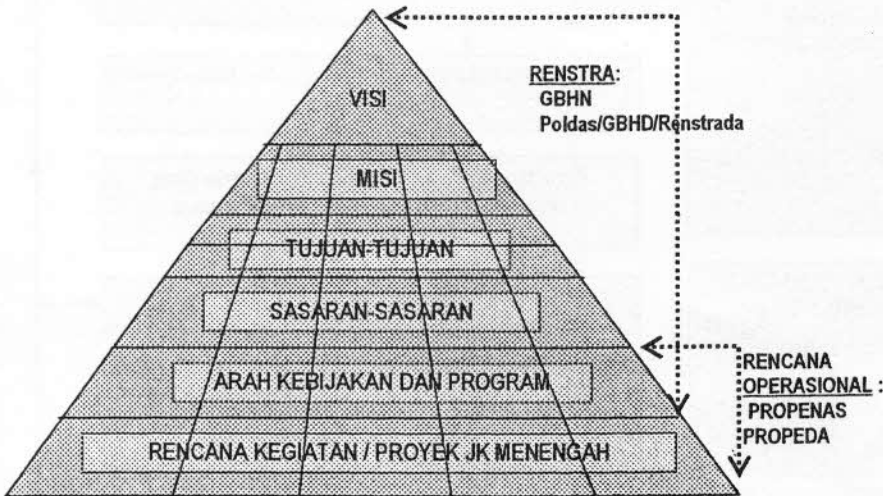 VISI
MISI
TUJUAN-TUJUAN
SASARAN-SASARAN
ARAH KEBIJAKAN DAN PROGRAM
RENCANA KEGIATAN / PROYEK JK MENENGAH
RENSTRA:
GBHN
Poldas/GBHD/Renstrada
RENCANA
OPERASIONAL :
PROPENAS
PROPEDA